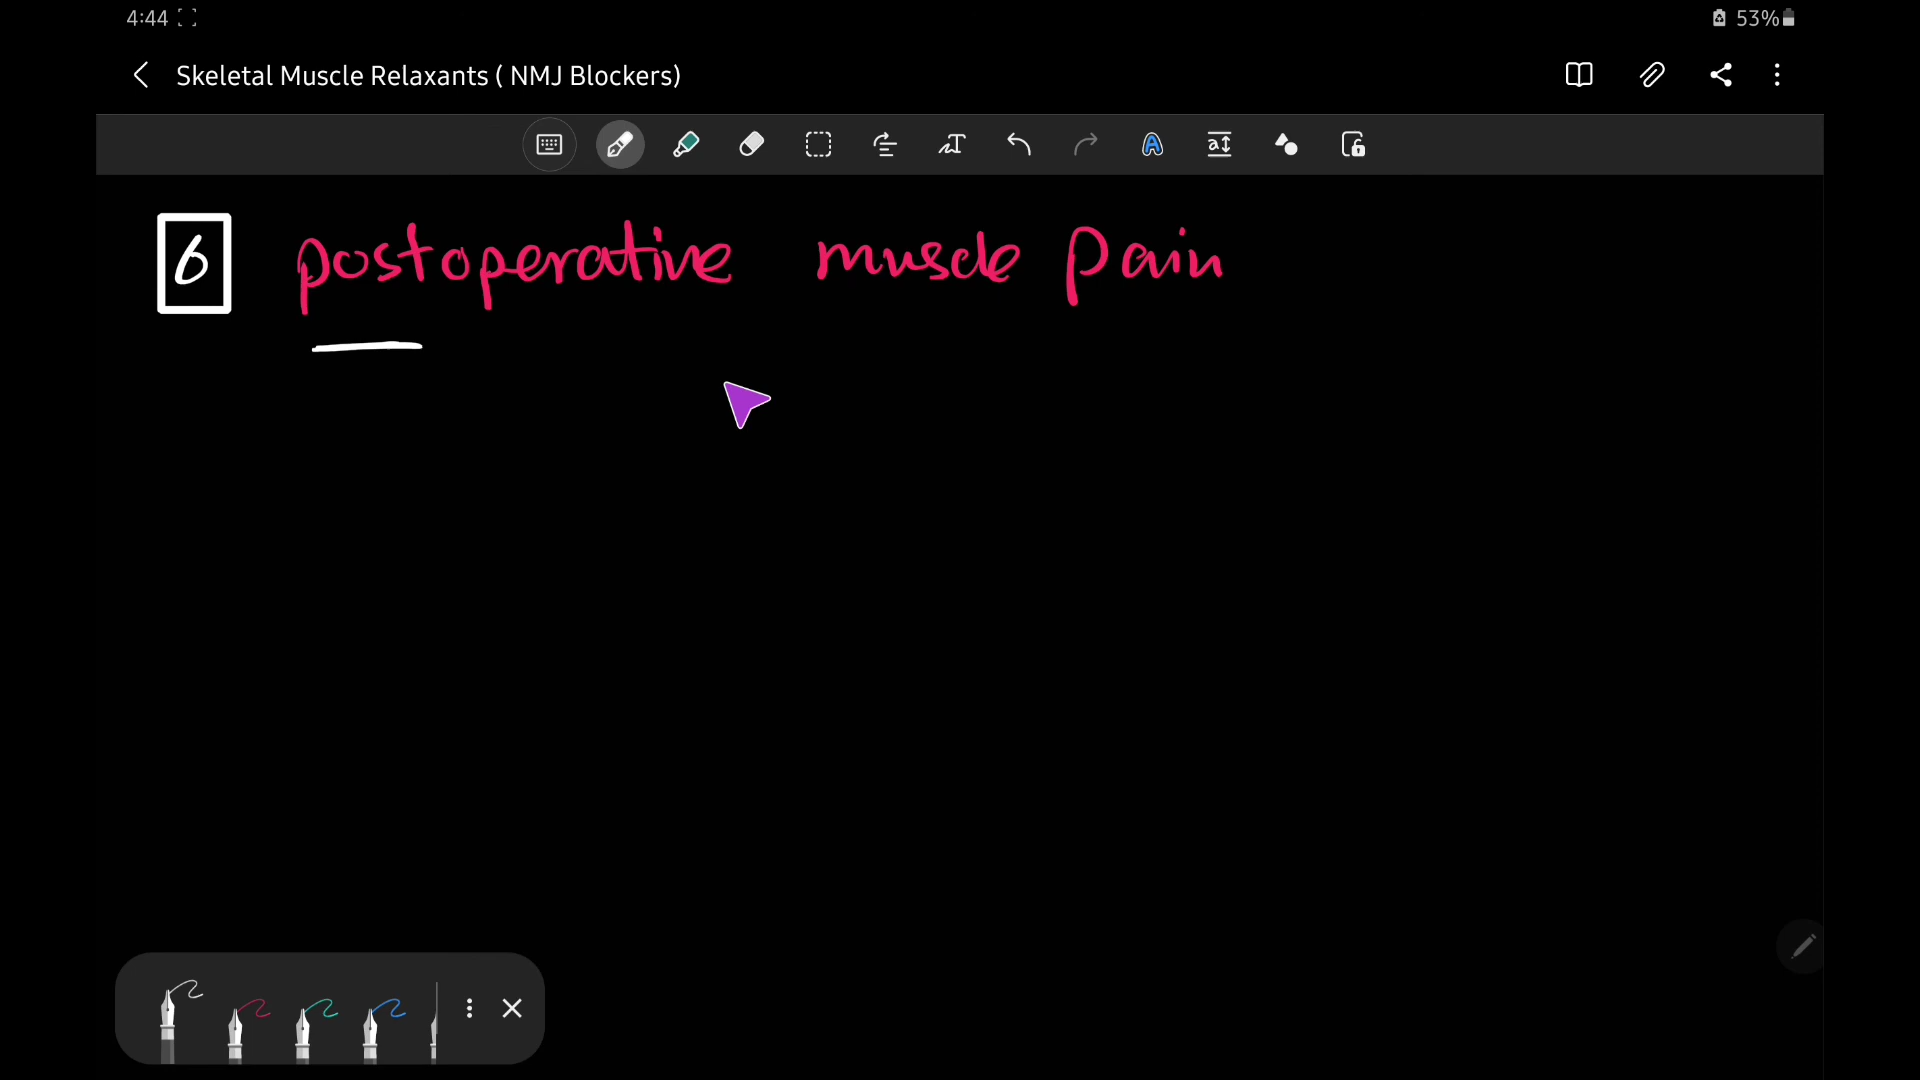 4:44 53%
Skeletal Muscle Relaxants ( NMJ Blockers)
6 postoperative muscle Pain